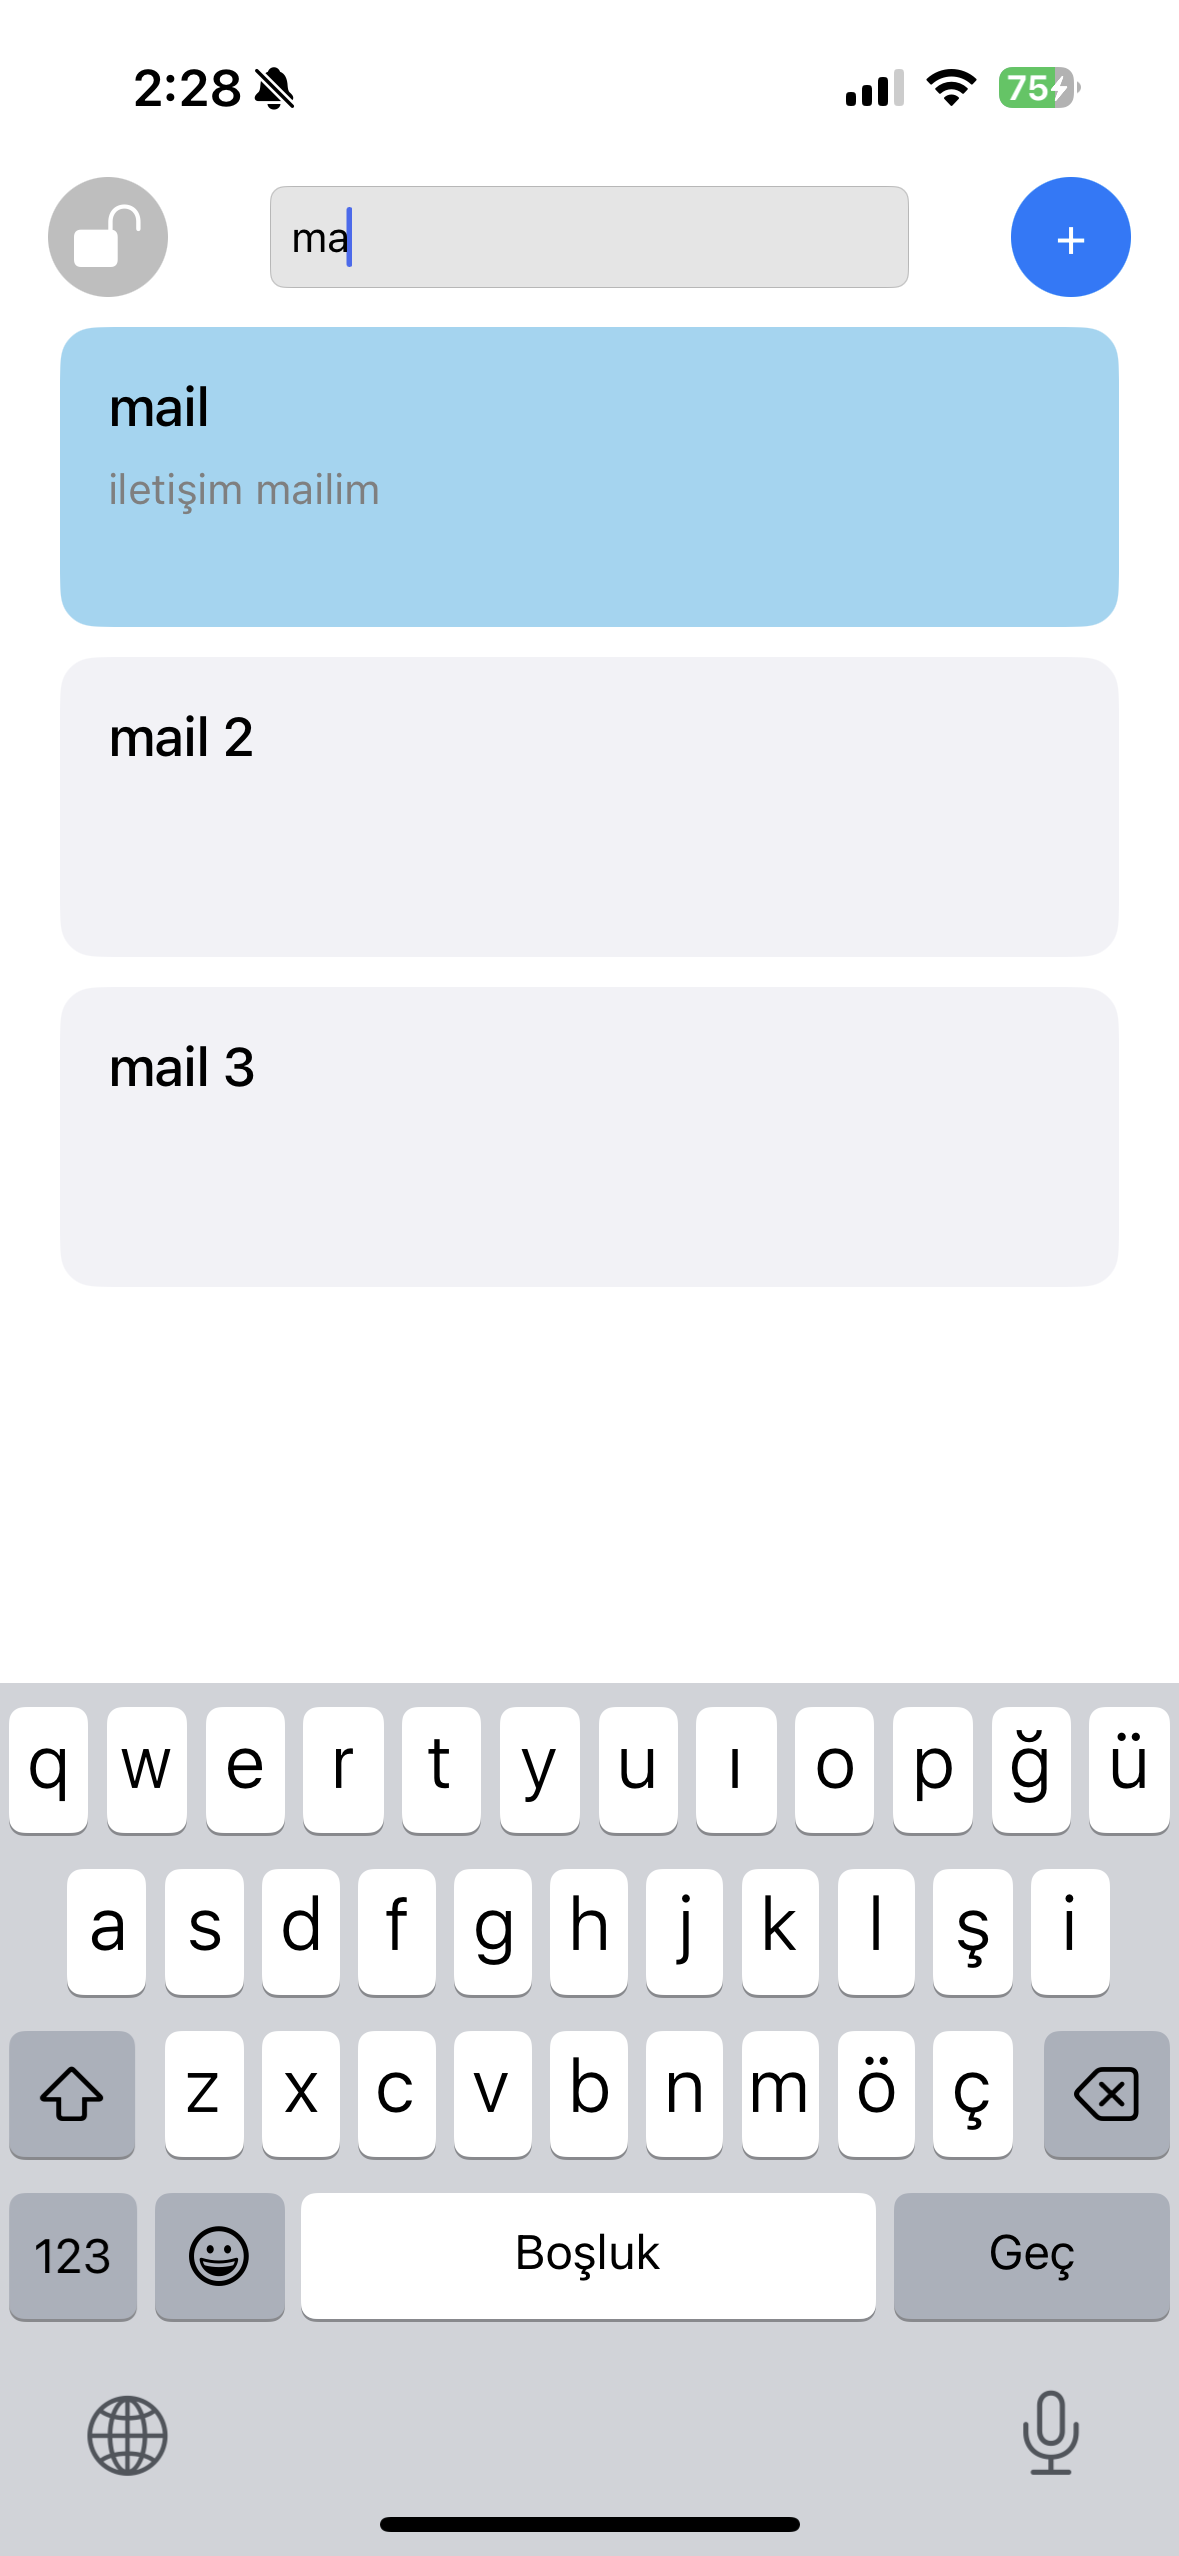 2:28
75
ma
+
mail
iletişim mailim
mail 2
mail 3
q w e r t y u ı o p ğ ü
a s d f g h j k l ş i
z x c v b n m ö ç
123 Boşluk Geç